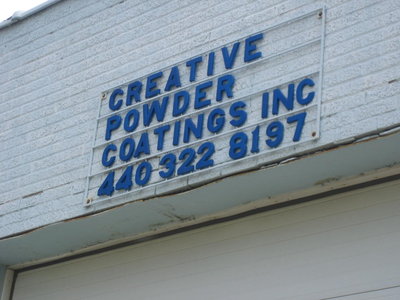 CREATIVE
POWDER
COATINGS INC
440 322 8197